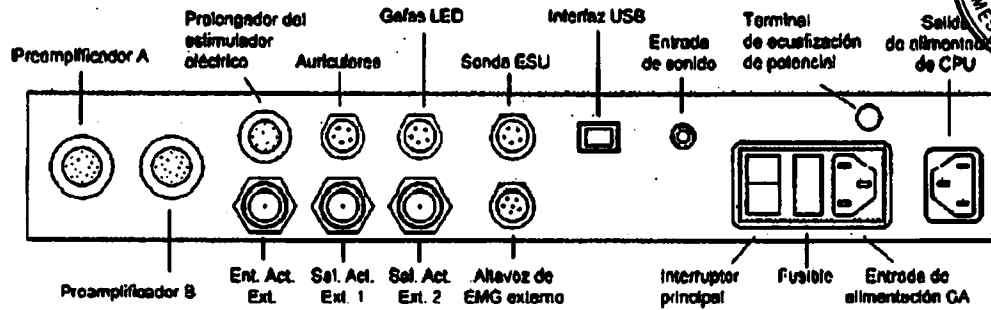 Preamplificador A
Prolongador del
estimulador
eléctrico
Auriculares
Gafas LED
Sonda ESU
Interfaz USB
Entrada
de sonido
Terminal
de ecualización
de potencial
Salida
de alimentación
de CPU
Preamplificador B
Ent. Act.
Ext.
Sal. Act.
Ext. 1
Sal. Act.
Ext. 2
Altavoz de
EMG externo
Interruptor
principal
Fusible
Entrada de
alimentación CA